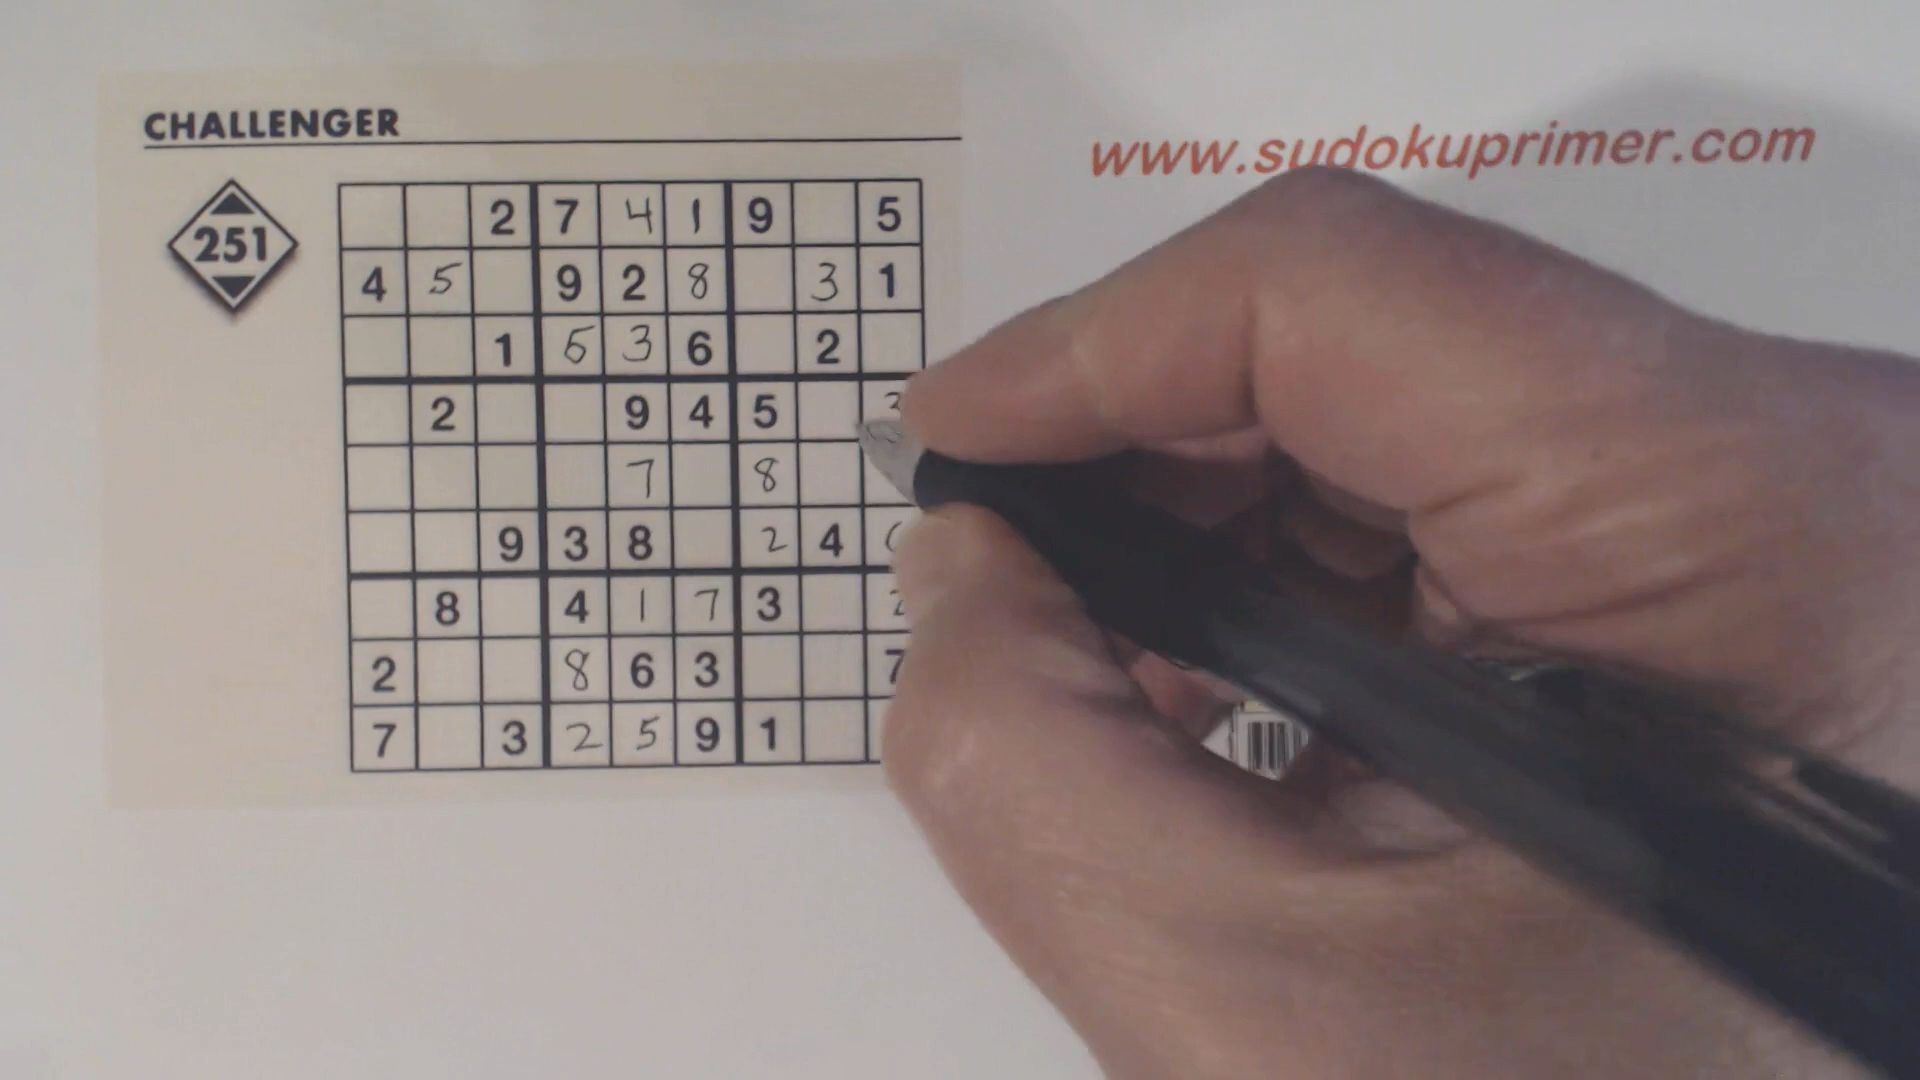 CHALLENGER
www.sudokuprimer.com
251
2 7 4 1 9 5
4 5 9 2 8 3 1
1 5 3 6 2
2 9 4 5 3
7 8
9 3 8 2 4
8 4 1 7 3 2
2 8 6 3 7
7 3 2 5 9 1